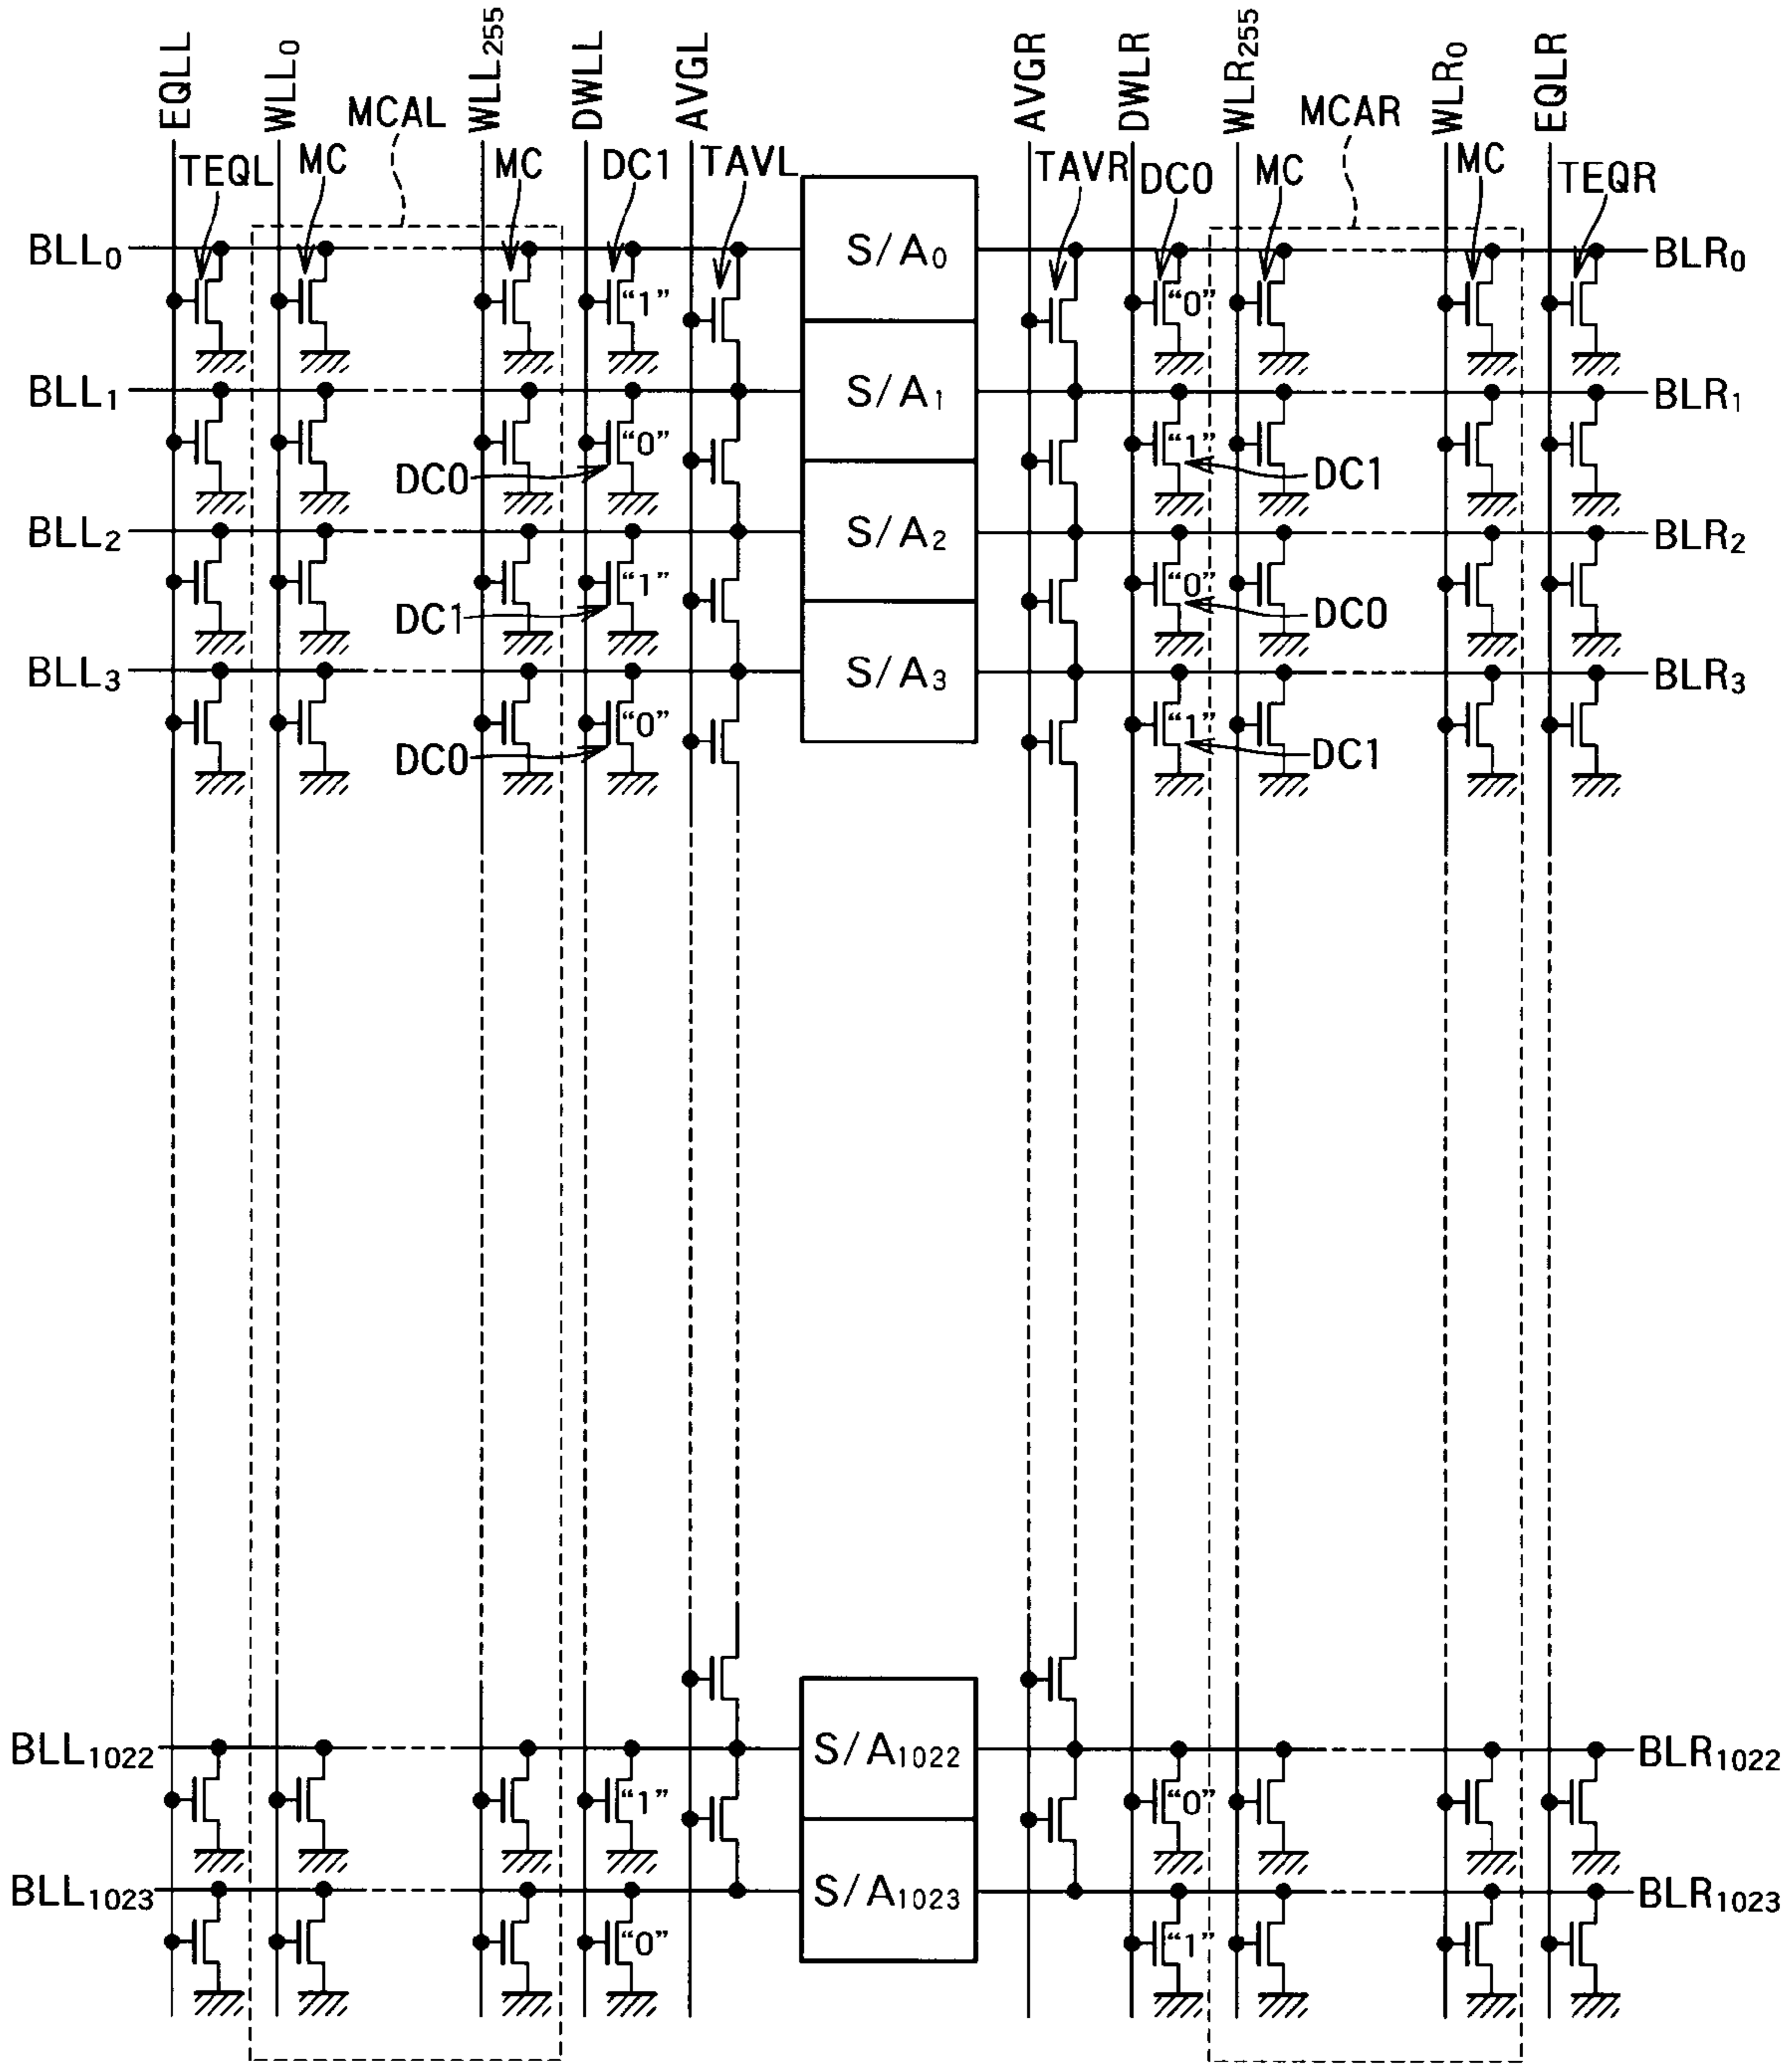 EQLL WLL0 WLL255 DWLL AVGL AVGR DWLR WLR255 WLR0 EQLR
MCAL MCAR
TEQL MC MC DC1 TAVL TAVR DC0 MC MC TEQR
BLL0 S/A0 BLR0
"1" "0"
BLL1 S/A1 BLR1
"0" "1"
DC0 DC1
BLL2 S/A2 BLR2
"1" "0"
DC1 DC0
BLL3 S/A3 BLR3
"0" "1"
DC0 DC1
BLL1022 S/A1022 BLR1022
"1" "0"
BLL1023 S/A1023 BLR1023
"0" "1"